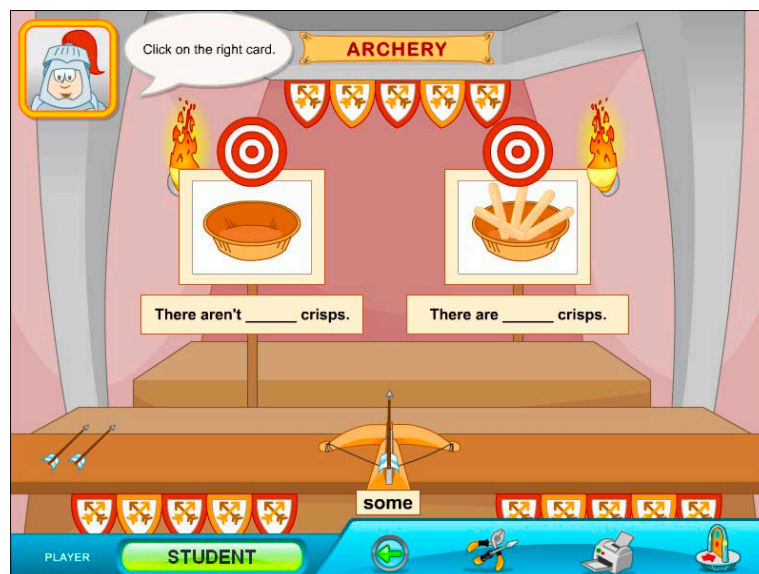 Click on the right card.
ARCHERY
There aren't ______ crisps.
There are ______ crisps.
some
PLAYER
STUDENT